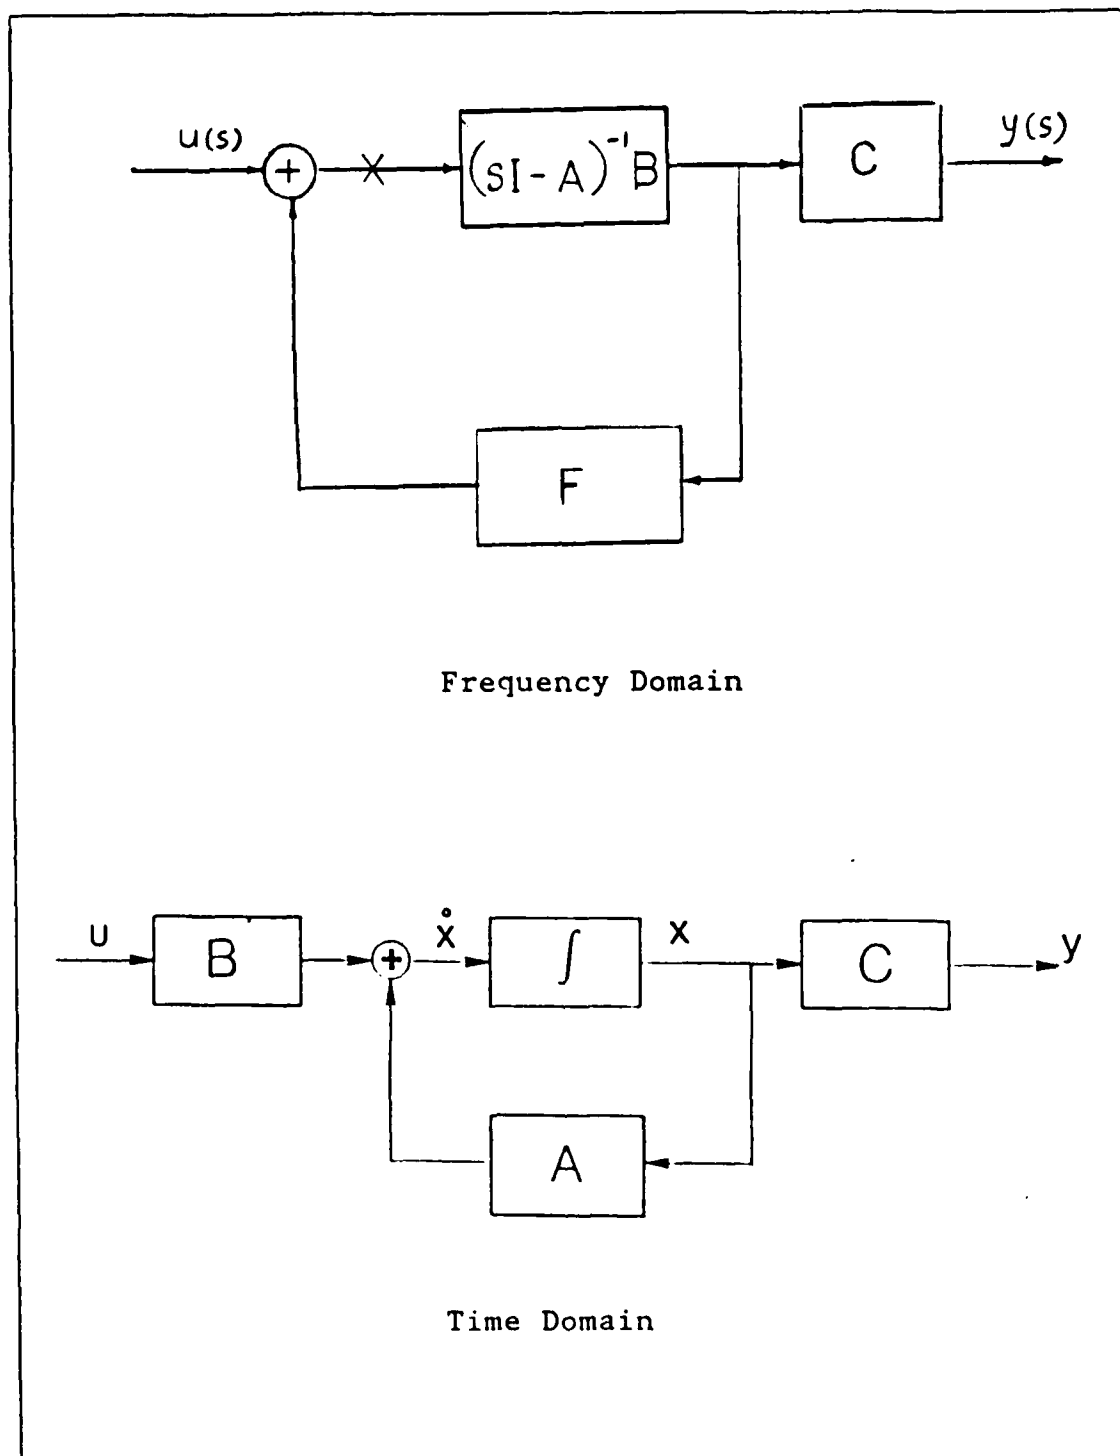 u(s)
+
(sI-A)⁻¹B
C
y(s)
F
Frequency Domain
u
B
+
ẋ
∫
x
C
y
A
Time Domain